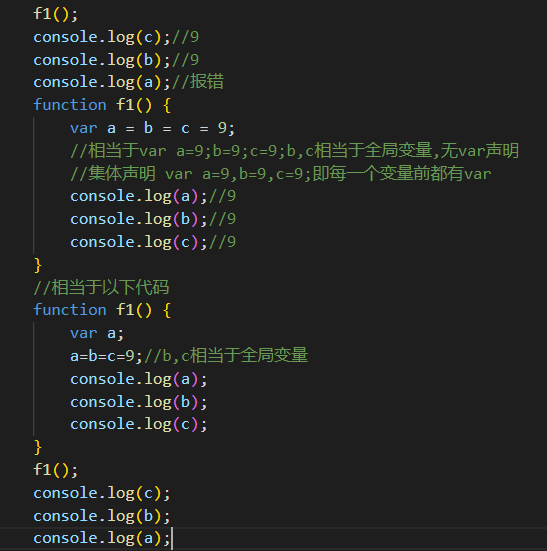 f1();
console.log(c);//9
console.log(b);//9
console.log(a);//报错
function f1() {
    var a = b = c = 9;
    //相当于var a=9;b=9;c=9;b,c相当于全局变量,无var声明
    //集体声明 var a=9,b=9,c=9;即每一个变量前都有var
    console.log(a);//9
    console.log(b);//9
    console.log(c);//9
}
//相当于以下代码
function f1() {
    var a;
    a=b=c=9;//b,c相当于全局变量
    console.log(a);
    console.log(b);
    console.log(c);
}
f1();
console.log(c);
console.log(b);
console.log(a);